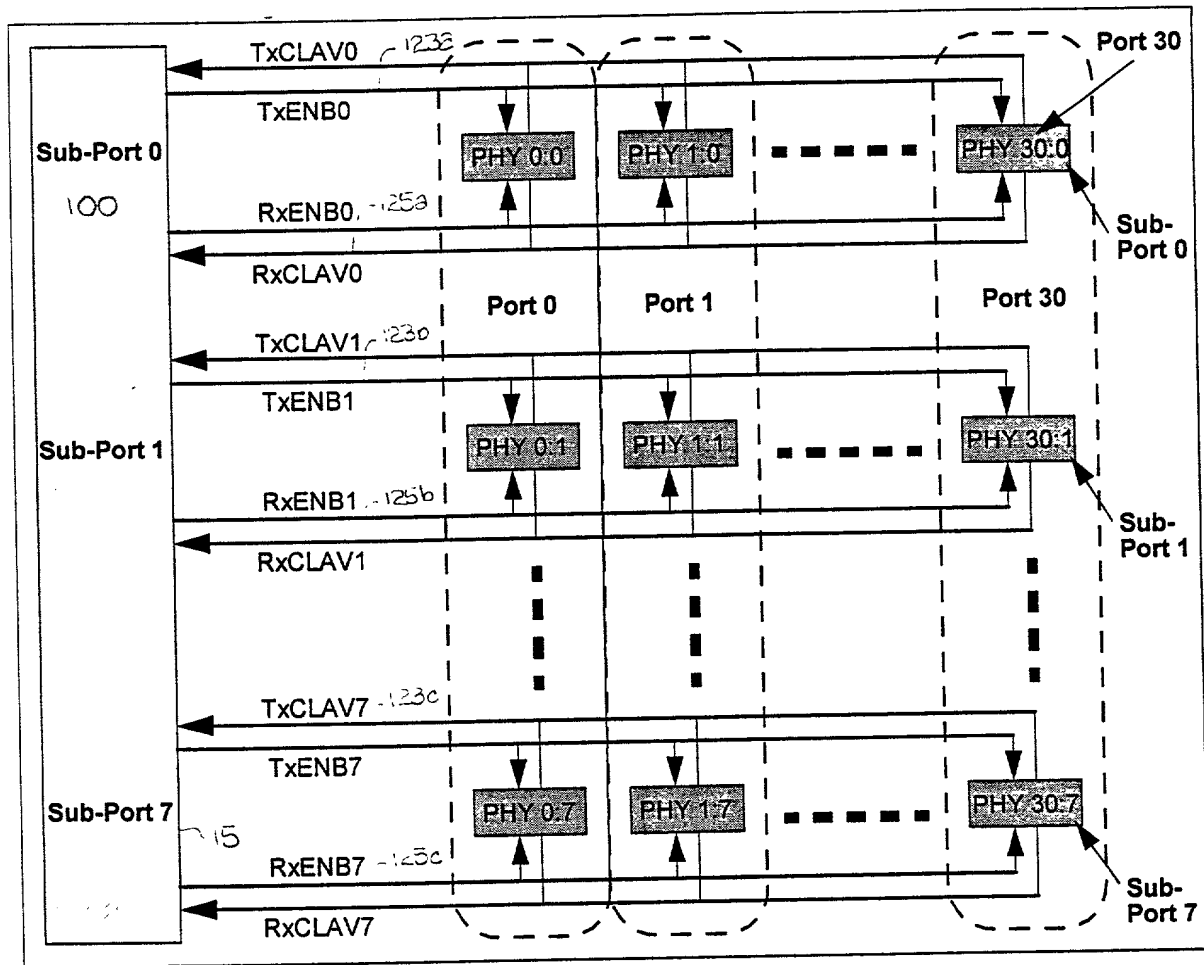 TxCLAV0
123a
Port 30
TxENB0
Sub-Port 0
PHY 0:0
PHY 1:0
PHY 30:0
100
RxENB0
125a
Sub-
Port 0
RxCLAV0
Port 0
Port 1
Port 30
TxCLAV1
TxENB1
Sub-Port 1
PHY 0:1
PHY 1:1
PHY 30:1
RxENB1
125b
Sub-
Port 1
RxCLAV1
TxCLAV7
123c
TxENB7
Sub-Port 7
PHY 0:7
PHY 1:7
PHY 30:7
15
RxENB7
125c
Sub-
Port 7
RxCLAV7